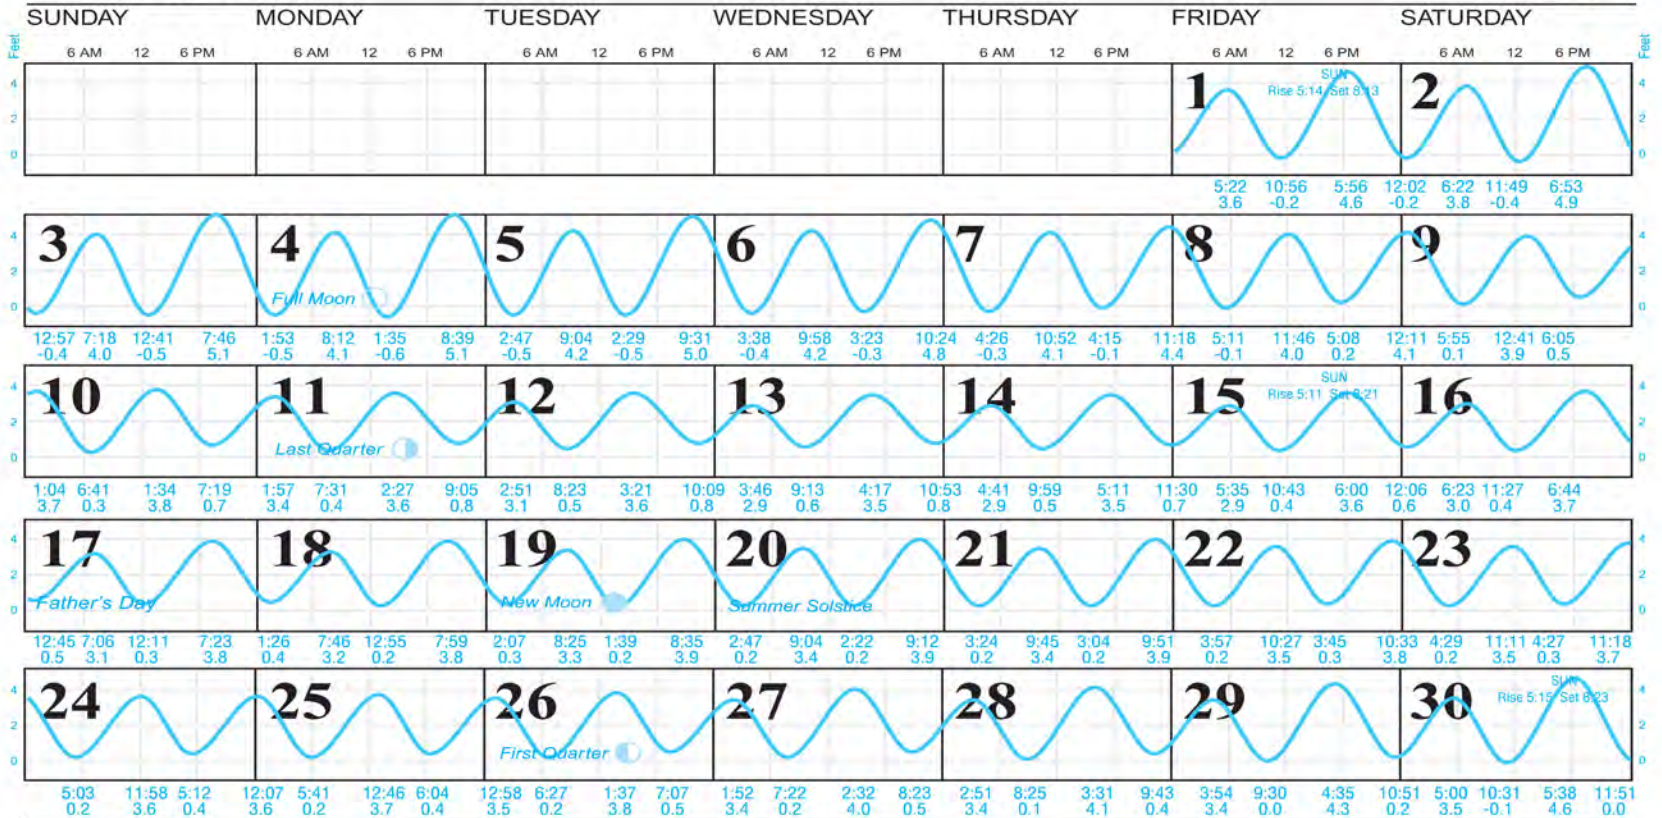 SUNDAY MONDAY TUESDAY WEDNESDAY THURSDAY FRIDAY SATURDAY
Feet 6 AM 12 6 PM 6 AM 12 6 PM 6 AM 12 6 PM 6 AM 12 6 PM 6 AM 12 6 PM 6 AM 12 6 PM 6 AM 12 6 PM Feet
1 SUN 2
4 Rise 5:14 Set 8:13 4
2 2
0 0
5:22 10:56 5:56 12:02 6:22 11:49 6:53
3.6 -0.2 4.6 -0.2 3.8 -0.4 4.9
4 3 4 5 6 7 8 9 4
2 2
0 Full Moon 0
12:57 7:18 12:41 7:46 1:53 8:12 1:35 8:39 2:47 9:04 2:29 9:31 3:38 9:58 3:23 10:24 4:26 10:52 4:15 11:18 5:11 11:46 5:08 12:11 5:55 12:41 6:05
-0.4 4.0 -0.5 5.1 -0.5 4.1 -0.6 5.1 -0.5 4.2 -0.5 5.0 -0.4 4.2 -0.3 4.8 -0.3 4.1 -0.1 4.4 -0.1 4.0 0.2 4.1 0.1 3.9 0.5
SUN
4 10 11 12 13 14 15 Rise 5:11 Set 8:21 16 4
2 2
0 Last Quarter 0
1:04 6:41 1:34 7:19 1:57 7:31 2:27 9:05 2:51 8:23 3:21 10:09 3:46 9:13 4:17 10:53 4:41 9:59 5:11 11:30 5:35 10:43 6:00 12:06 6:23 11:27 6:44
3.7 0.3 3.8 0.7 3.4 0.4 3.6 0.8 3.1 0.5 3.6 0.8 2.9 0.6 3.5 0.8 2.9 0.5 3.5 0.7 2.9 0.4 3.6 0.6 3.0 0.4 3.7
4 17 18 19 20 21 22 23 4
2 2
0 Father's Day New Moon Summer Solstice 0
12:45 7:06 12:11 7:23 1:26 7:46 12:55 7:59 2:07 8:25 1:39 8:35 2:47 9:04 2:22 9:12 3:24 9:45 3:04 9:51 3:57 10:27 3:45 10:33 4:29 11:11 4:27 11:18
0.5 3.1 0.3 3.8 0.4 3.2 0.2 3.8 0.3 3.3 0.2 3.9 0.2 3.4 0.2 3.9 0.2 3.4 0.2 3.9 0.2 3.5 0.3 3.8 0.2 3.5 0.3 3.7
SUN
4 24 25 26 27 28 29 30 Rise 5:15 Set 8:23 4
2 2
0 First Quarter 0
5:03 11:58 5:12 12:07 5:41 12:46 6:04 12:58 6:27 1:37 7:07 1:52 7:22 2:32 8:23 2:51 8:25 3:31 9:43 3:54 9:30 4:35 10:51 5:00 10:31 5:38 11:51
0.2 3.6 0.4 3.6 0.2 3.7 0.4 3.5 0.2 3.8 0.5 3.4 0.2 4.0 0.5 3.4 0.1 4.1 0.4 3.4 0.0 4.3 0.2 3.5 -0.1 4.6 0.0